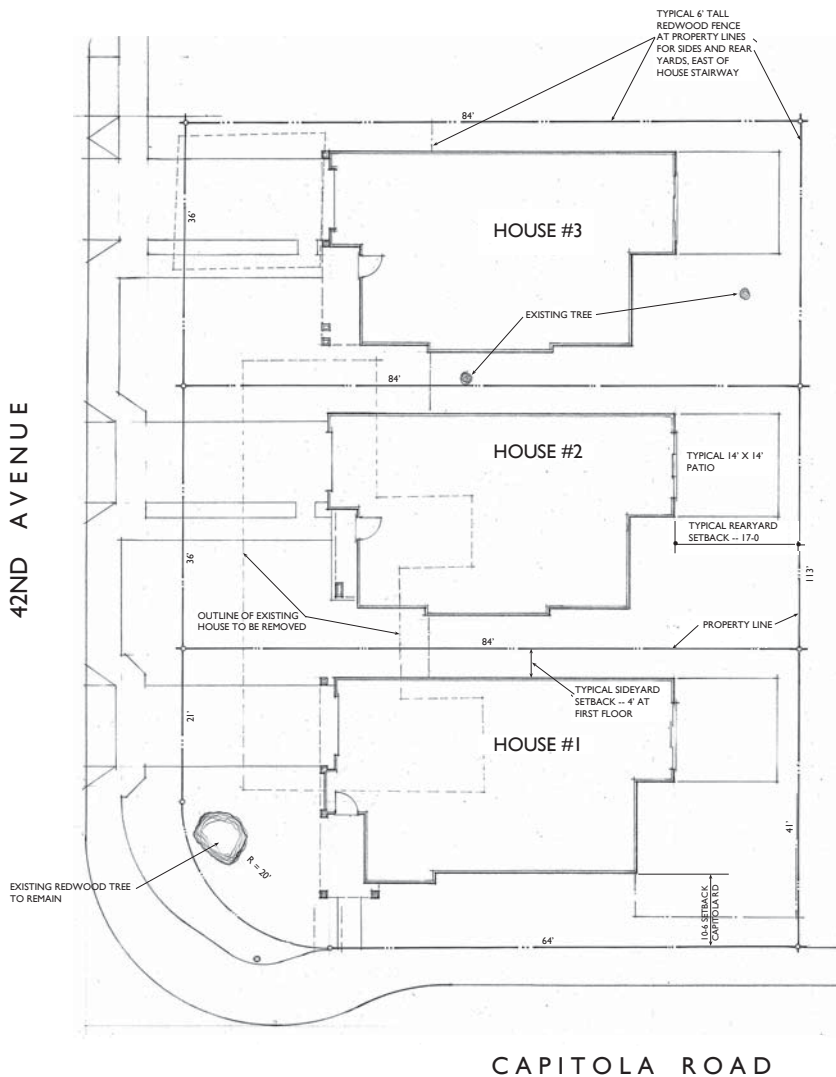 TYPICAL 6' TALL
REDWOOD FENCE
AT PROPERTY LINES
FOR SIDES AND REAR
YARDS, EAST OF
HOUSE STAIRWAY
84'
36'
HOUSE #3
EXISTING TREE
84'
42ND AVENUE
HOUSE #2
TYPICAL 14' X 14'
PATIO
TYPICAL REARYARD
SETBACK -- 17-0
36'
113'
OUTLINE OF EXISTING
HOUSE TO BE REMOVED
PROPERTY LINE
84'
TYPICAL SIDEYARD
SETBACK -- 4' AT
FIRST FLOOR
21'
HOUSE #1
41'
R = 20'
EXISTING REDWOOD TREE
TO REMAIN
10-6 SETBACK
CAPITOLA RD
64'
CAPITOLA ROAD